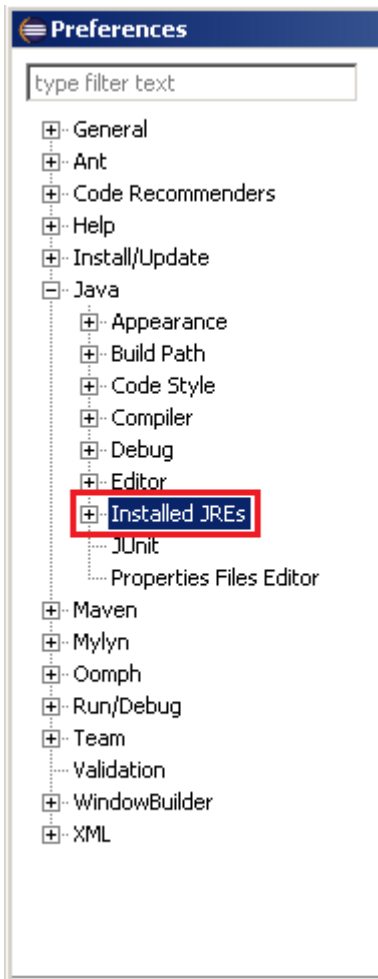 Preferences
type filter text
General
Ant
Code Recommenders
Help
Install/Update
Java
Appearance
Build Path
Code Style
Compiler
Debug
Editor
Installed JREs
JUnit
Properties Files Editor
Maven
Mylyn
Oomph
Run/Debug
Team
Validation
WindowBuilder
XML